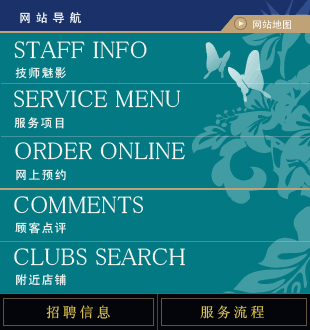 网站导航
网站地图
STAFF INFO
技师魅影
SERVICE MENU
服务项目
ORDER ONLINE
网上预约
COMMENTS
顾客点评
CLUBS SEARCH
附近店铺
招聘信息
服务流程